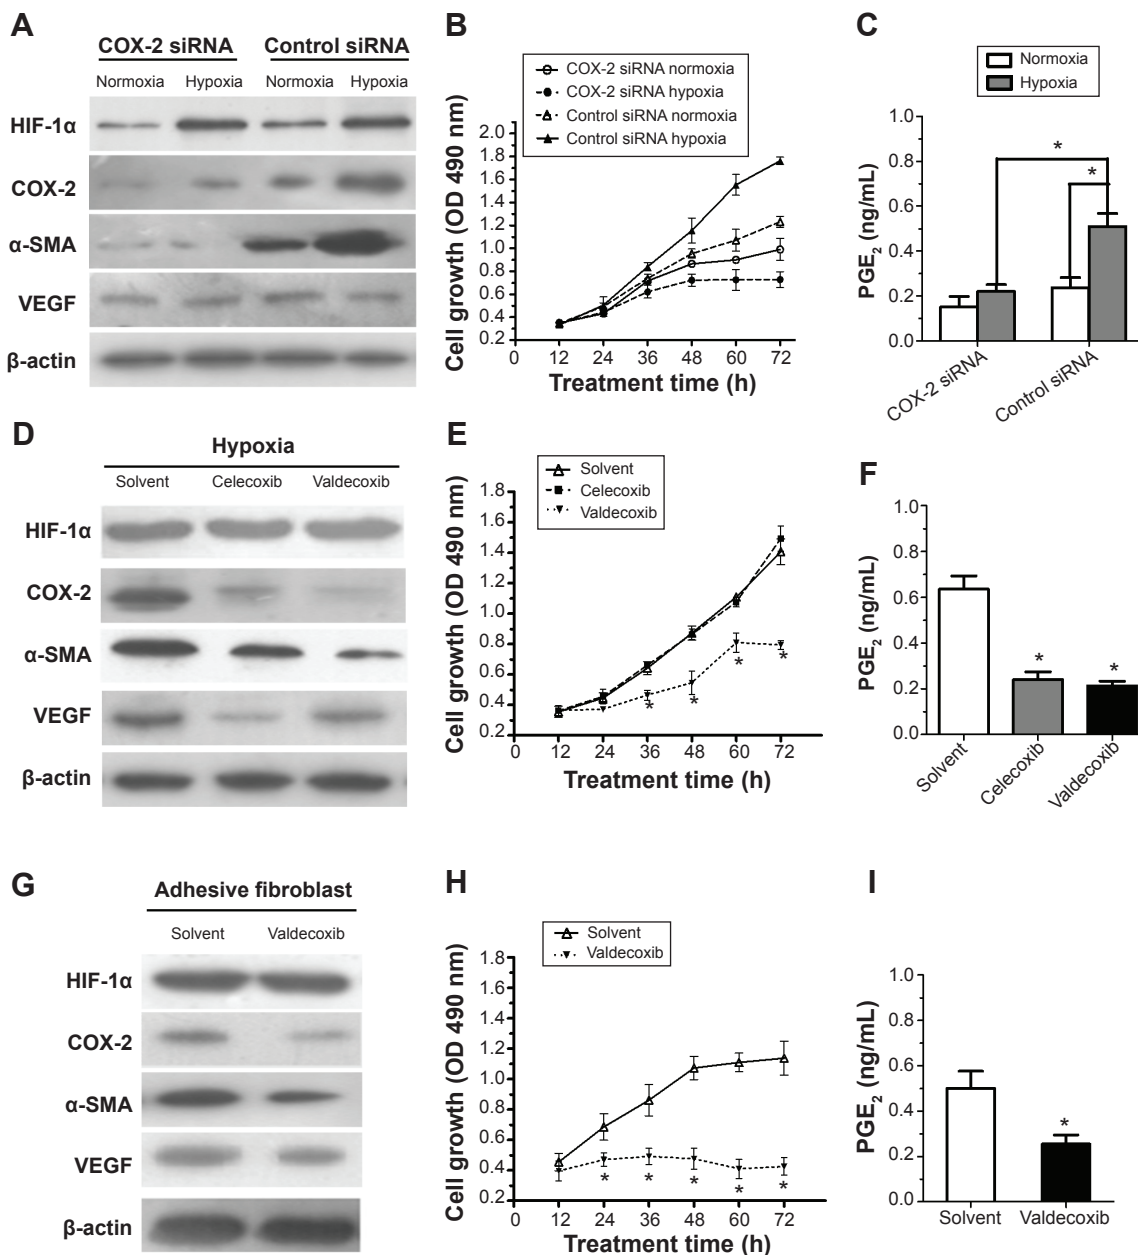 A
COX-2 siRNA Control siRNA
Normoxia Hypoxia Normoxia Hypoxia
HIF-1α
COX-2
α-SMA
VEGF
β-actin
B
COX-2 siRNA normoxia
COX-2 siRNA hypoxia
Control siRNA normoxia
Control siRNA hypoxia
Cell growth (OD 490 nm)
2.0
1.8
1.6
1.4
1.2
1.0
0.8
0.6
0.4
0.2
0 12 24 36 48 60 72
Treatment time (h)
C
Normoxia
Hypoxia
PGE₂ (ng/mL)
1.0
0.8
0.6
0.4
0.2
0.0
*
*
COX-2 siRNA
Control siRNA
D
Hypoxia
Solvent Celecoxib Valdecoxib
HIF-1α
COX-2
α-SMA
VEGF
β-actin
E
Solvent
Celecoxib
Valdecoxib
Cell growth (OD 490 nm)
1.8
1.6
1.4
1.2
1.0
0.8
0.6
0.4
0.2
* * * *
0 12 24 36 48 60 72
Treatment time (h)
F
PGE₂ (ng/mL)
1.0
0.8
0.6
0.4
0.2
0.0
* *
Solvent
Celecoxib
Valdecoxib
G
Adhesive fibroblast
Solvent Valdecoxib
HIF-1α
COX-2
α-SMA
VEGF
β-actin
H
Solvent
Valdecoxib
Cell growth (OD 490 nm)
1.8
1.6
1.4
1.2
1.0
0.8
0.6
0.4
0.2
* * * * *
0 12 24 36 48 60 72
Treatment time (h)
I
PGE₂ (ng/mL)
1.0
0.8
0.6
0.4
0.2
0.0
*
Solvent Valdecoxib